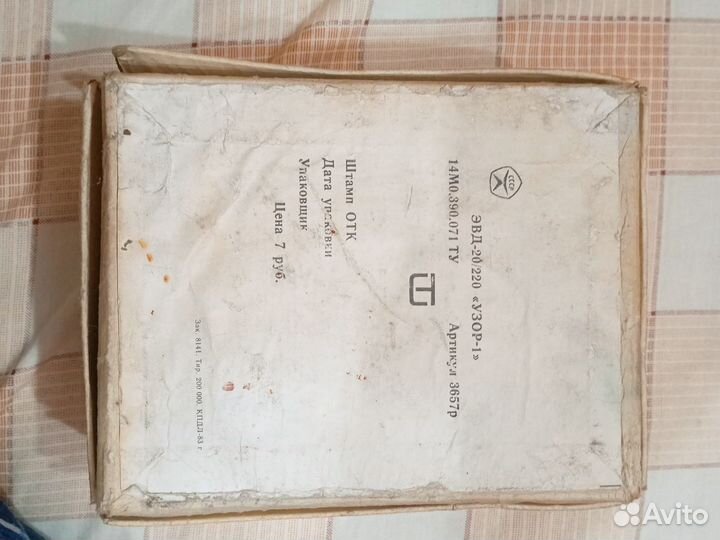 СССР
ЭВД-20/220 «УЗОР-1»
14М0.390.071 ТУ Артикул 3657р
Штамп ОТК
Дата упаковки
Упаковщик
Цена 7 руб.
Зак. 8141. Тир. 200 000. КПДЛ-83 г
Avito